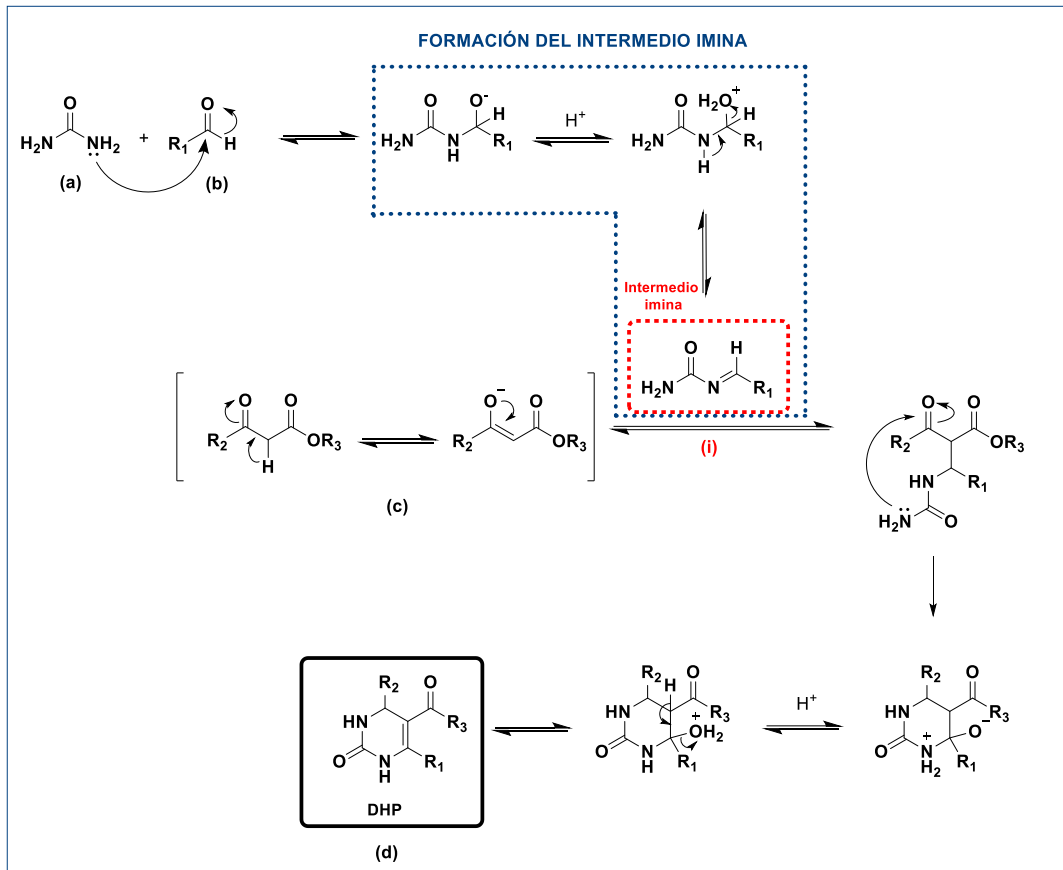 FORMACIÓN DEL INTERMEDIO IMINA
O
H2N NH2
(a)
+
O
R1 H
(b)
O O- H
H2N N H R1
H+
O H2O+ H
H2N N H R1
Intermedio
imina
O H
H2N N R1
O O
R2 OR3
H
O- O
R2 OR3
(c)
(i)
O O
R2 OR3
HN R1
H2N O
R2 O
HN R3
O N H R1
DHP
(d)
R2 H O
HN R3
+
OH2
O N H R1
H+
R2 O
HN R3
O-
O + N H2 R1